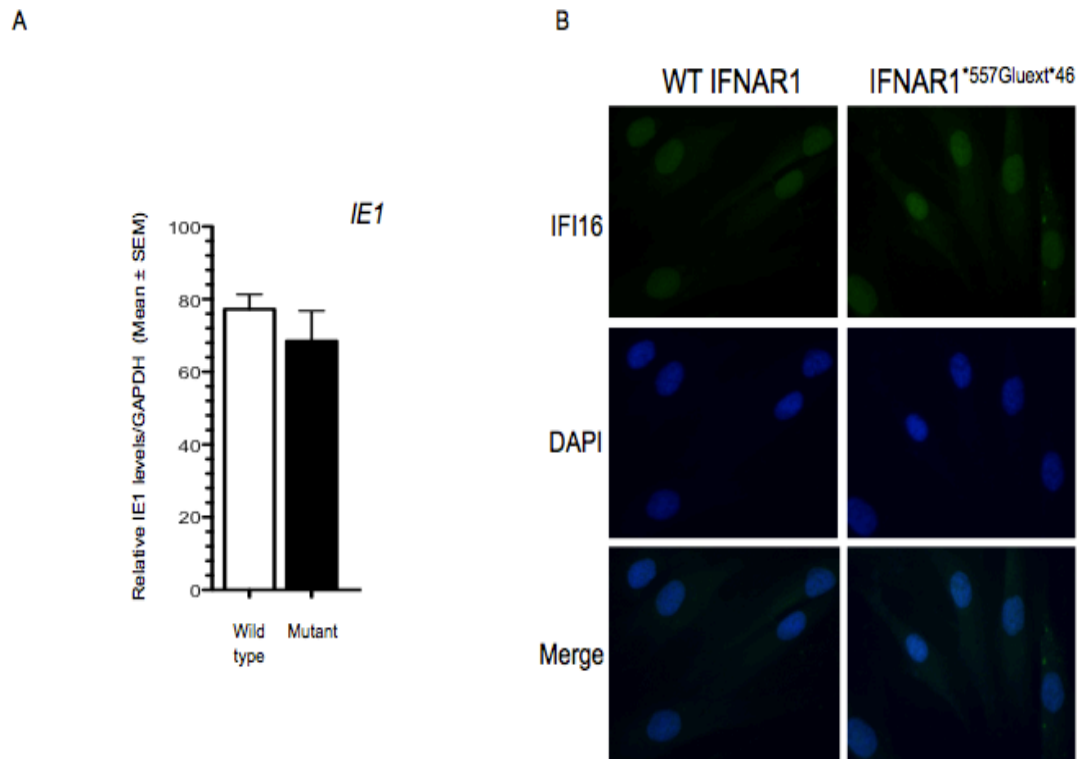 A
B
IE1
Relative IE1 levels/GAPDH (Mean ± SEM)
100
80
60
40
20
0
Wild
type
Mutant
WT IFNAR1
IFNAR1*557Gluext*46
IFI16
DAPI
Merge